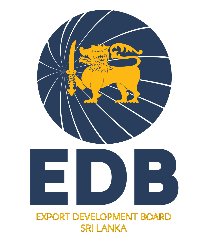 EDB
EXPORT DEVELOPMENT BOARD
SRI LANKA